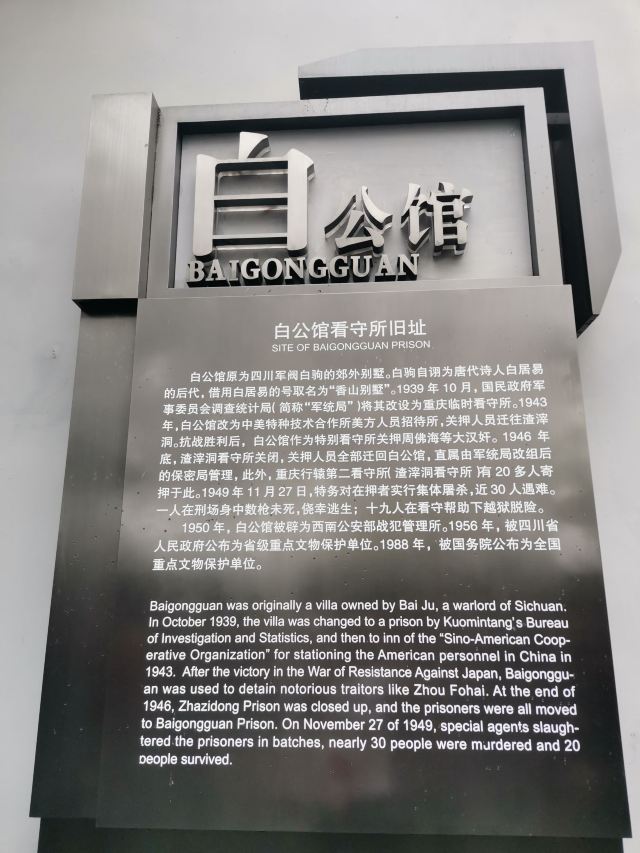 白公馆
BAIGONGGUAN
白公馆看守所旧址
SITE OF BAIGONGGUAN PRISON
白公馆原为四川军阀白驹的郊外别墅。白驹自诩为唐代诗人白居易
的后代，借用白居易的号取名为“香山别墅”。1939 年 10 月，国民政府军
事委员会调查统计局(简称“军统局”)将其改设为重庆临时看守所。1943
年，白公馆改为中美特种技术合作所美方人员招待所，关押人员迁往渣滓
洞。抗战胜利后，白公馆作为特别看守所关押周佛海等大汉奸。1946 年
底，渣滓洞看守所关闭，关押人员全部迁回白公馆，直属由军统局改组后
的保密局管理，此外，重庆行辕第二看守所(渣滓洞看守所)有 20 多人寄
押于此。1949 年 11 月 27 日，特务对在押者实行集体屠杀，近 30 人遇难。
一人在刑场身中数枪未死，侥幸逃生；十九人在看守帮助下越狱脱险。
1950 年，白公馆被辟为西南公安部战犯管理所。1956 年，被四川省
人民政府公布为省级重点文物保护单位。1988 年，被国务院公布为全国
重点文物保护单位。
Baigongguan was originally a villa owned by Bai Ju, a warlord of Sichuan.
In October 1939, the villa was changed to a prison by Kuomintang's Bureau
of Investigation and Statistics, and then to inn of the “Sino-American Coop-
erative Organization” for stationing the American personnel in China in
1943. After the victory in the War of Resistance Against Japan, Baigonggu-
an was used to detain notorious traitors like Zhou Fohai. At the end of
1946, Zhazidong Prison was closed up, and the prisoners were all moved
to Baigongguan Prison. On November 27 of 1949, special agents slaugh-
tered the prisoners in batches, nearly 30 people were murdered and 20
people survived.